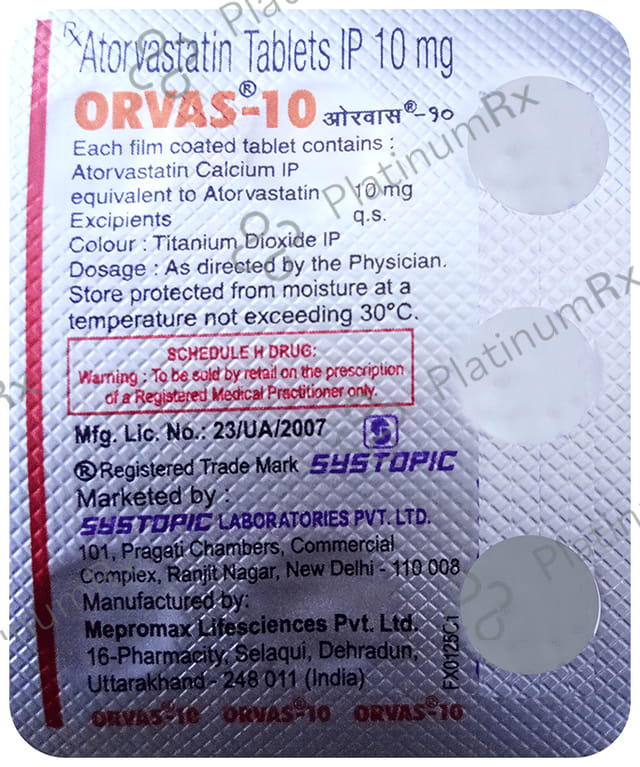 Rx Atorvastatin Tablets IP 10 mg
ORVAS®-10 ओरवास®-१०
Each film coated tablet contains :
Atorvastatin Calcium IP
equivalent to Atorvastatin 10 mg
Excipients q.s.
Colour : Titanium Dioxide IP
Dosage : As directed by the Physician.
Store protected from moisture at a
temperature not exceeding 30°C.
SCHEDULE H DRUG:
Warning : To be sold by retail on the prescription
of a Registered Medical Practitioner only.
Mfg. Lic. No.: 23/UA/2007
®Registered Trade Mark SYSTOPIC
Marketed by :
SYSTOPIC LABORATORIES PVT. LTD.
101, Pragati Chambers, Commercial
Complex, Ranjit Nagar, New Delhi - 110 008
Manufactured by:
Mepromax Lifesciences Pvt. Ltd.
16-Pharmacity, Selaqui, Dehradun,
Uttarakhand - 248 011 (India)
FX0125C1
ORVAS®-10 ORVAS®-10 ORVAS®-10
PlatinumRx
PlatinumRx
PlatinumRx